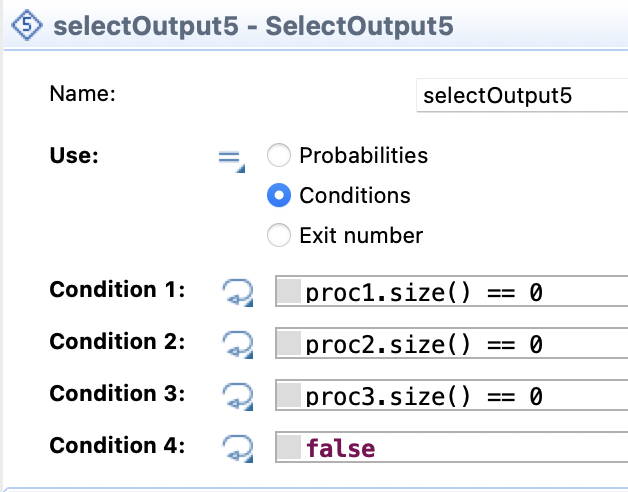 5 selectOutput5 - SelectOutput5
Name: selectOutput5
Use: Probabilities
Conditions
Exit number
Condition 1: proc1.size() == 0
Condition 2: proc2.size() == 0
Condition 3: proc3.size() == 0
Condition 4: false